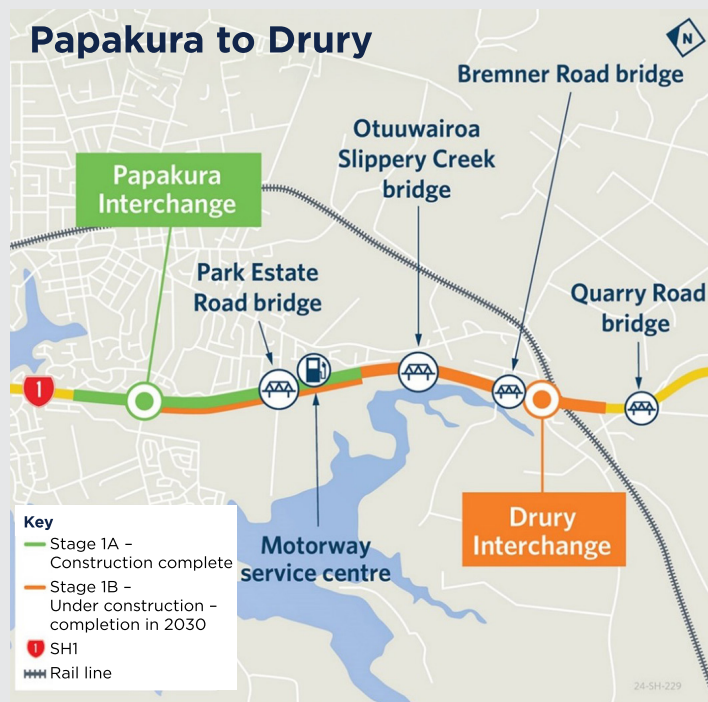 Papakura to Drury
N
Bremner Road bridge
Otuuwairoa
Slippery Creek
bridge
Papakura
Interchange
Park Estate
Road bridge
Quarry Road
bridge
1
Drury
Interchange
Motorway
service centre
Key
Stage 1A –
Construction complete
Stage 1B –
Under construction –
completion in 2030
1 SH1
Rail line
24-SH-229